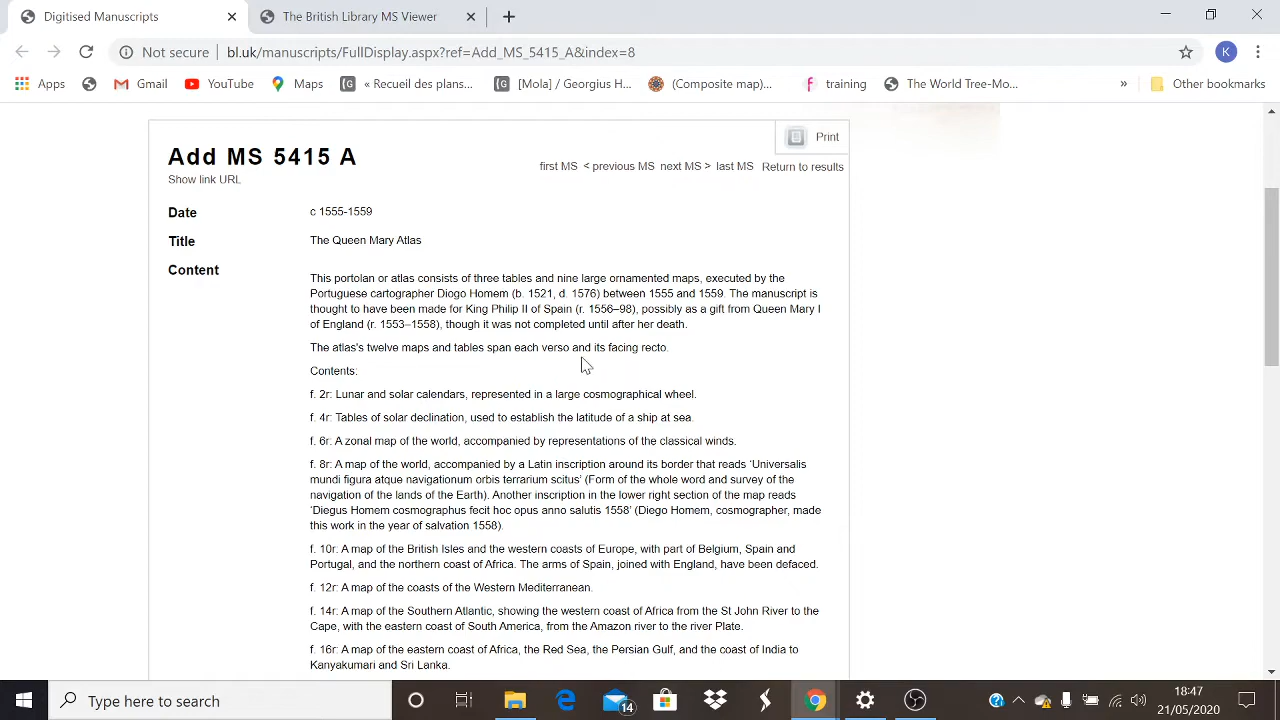 Digitised Manuscripts
The British Library MS Viewer
Not secure
bl.uk/manuscripts/FullDisplay.aspx?ref=Add_MS_5415_A&index=8
K
Apps
Gmail
YouTube
Maps
« Recueil des plans...
[Mola] / Georgius H...
(Composite map)...
training
The World Tree-Mo...
»
Other bookmarks
Print
Add MS 5415 A
first MS < previous MS next MS > last MS Return to results
Show link URL
Date
c 1555-1559
Title
The Queen Mary Atlas
Content
This portolan or atlas consists of three tables and nine large ornamented maps, executed by the
Portuguese cartographer Diogo Homem (b. 1521, d. 1576) between 1555 and 1559. The manuscript is
thought to have been made for King Philip II of Spain (r. 1556–98), possibly as a gift from Queen Mary I
of England (r. 1553–1558), though it was not completed until after her death.
The atlas's twelve maps and tables span each verso and its facing recto.
Contents:
f. 2r: Lunar and solar calendars, represented in a large cosmographical wheel.
f. 4r: Tables of solar declination, used to establish the latitude of a ship at sea.
f. 6r: A zonal map of the world, accompanied by representations of the classical winds.
f. 8r: A map of the world, accompanied by a Latin inscription around its border that reads ‘Universalis
mundi figura atque navigationum orbis terrarium scitus’ (Form of the whole word and survey of the
navigation of the lands of the Earth). Another inscription in the lower right section of the map reads
‘Diegus Homem cosmographus fecit hoc opus anno salutis 1558’ (Diego Homem, cosmographer, made
this work in the year of salvation 1558).
f. 10r: A map of the British Isles and the western coasts of Europe, with part of Belgium, Spain and
Portugal, and the northern coast of Africa. The arms of Spain, joined with England, have been defaced.
f. 12r: A map of the coasts of the Western Mediterranean.
f. 14r: A map of the Southern Atlantic, showing the western coast of Africa from the St John River to the
Cape, with the eastern coast of South America, from the Amazon river to the river Plate.
f. 16r: A map of the eastern coast of Africa, the Red Sea, the Persian Gulf, and the coast of India to
Kanyakumari and Sri Lanka.
Type here to search
14
18:47
21/05/2020